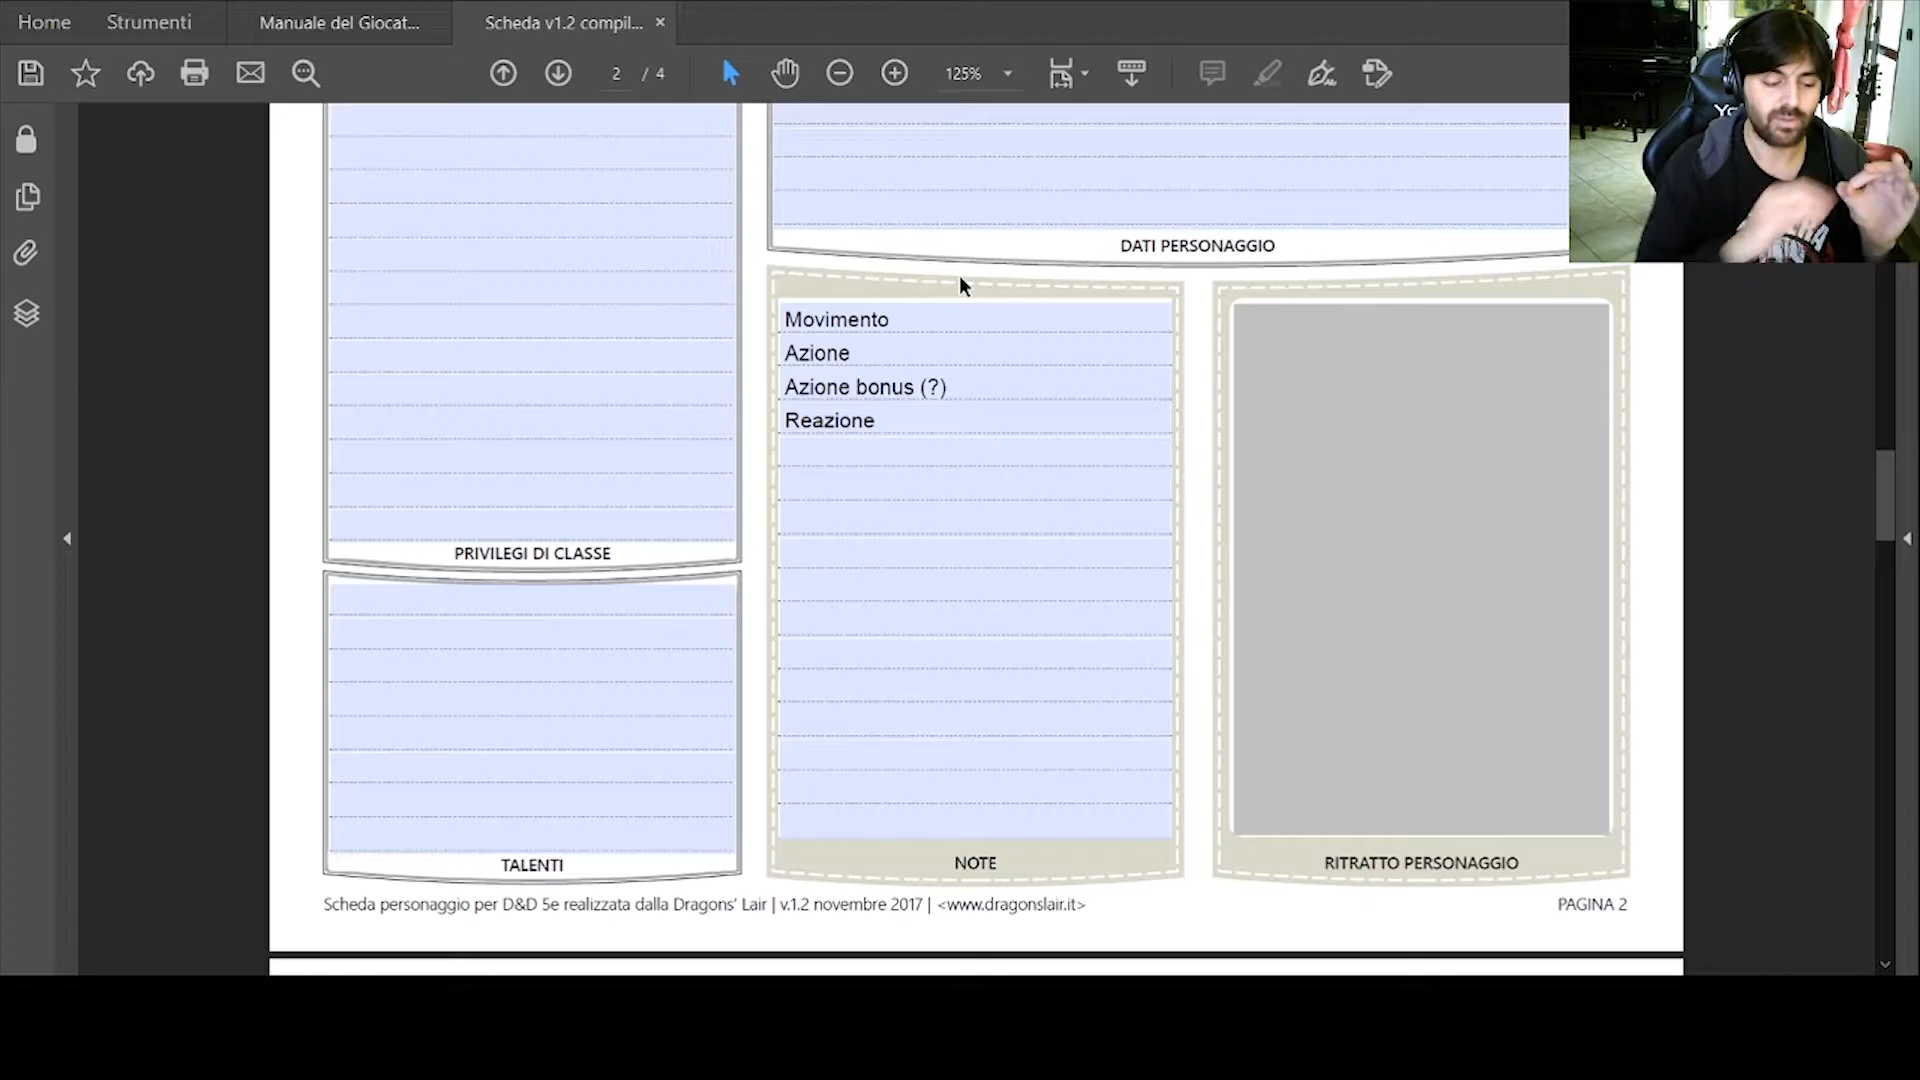 Home
Strumenti
Manuale del Giocat...
Scheda v1.2 compil...
2 / 4
125%
DATI PERSONAGGIO
Movimento
Azione
Azione bonus (?)
Reazione
PRIVILEGI DI CLASSE
TALENTI
NOTE
RITRATTO PERSONAGGIO
Scheda personaggio per D&D 5e realizzata dalla Dragons' Lair | v.1.2 novembre 2017 | <www.dragonslair.it>
PAGINA 2